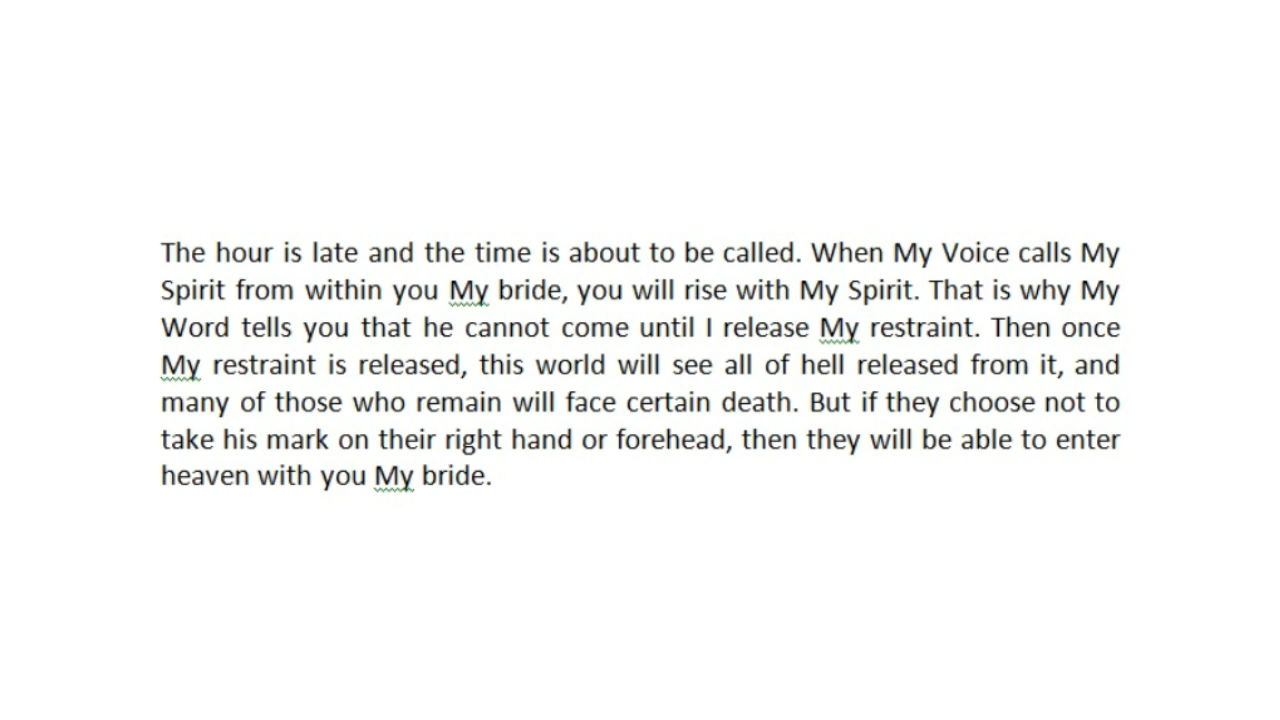 The hour is late and the time is about to be called. When My Voice calls My
Spirit from within you My bride, you will rise with My Spirit. That is why My
Word tells you that he cannot come until I release My restraint. Then once
My restraint is released, this world will see all of hell released from it, and
many of those who remain will face certain death. But if they choose not to
take his mark on their right hand or forehead, then they will be able to enter
heaven with you My bride.